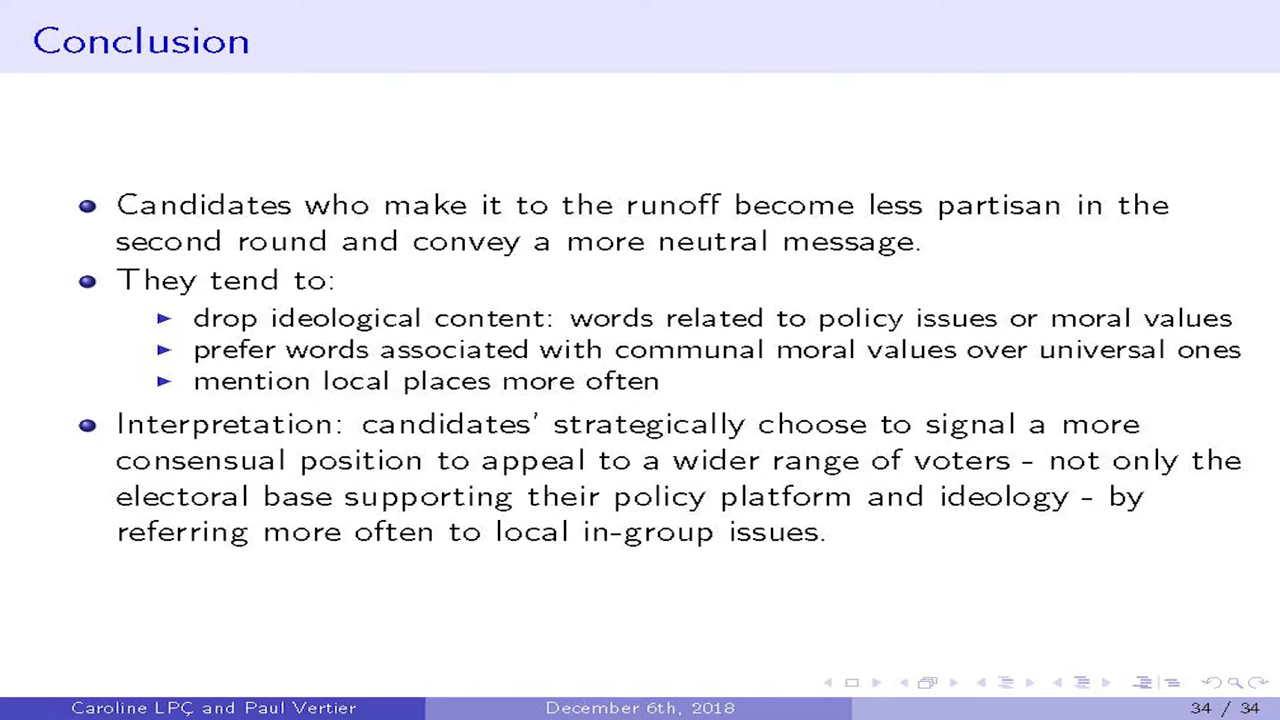 Conclusion
Candidates who make it to the runoff become less partisan in the
second round and convey a more neutral message.
They tend to:
drop ideological content: words related to policy issues or moral values
prefer words associated with communal moral values over universal ones
mention local places more often
Interpretation: candidates' strategically choose to signal a more
consensual position to appeal to a wider range of voters - not only the
electoral base supporting their policy platform and ideology - by
referring more often to local in-group issues.
Caroline LPÇ and Paul Vertier
December 6th, 2018
34 / 34